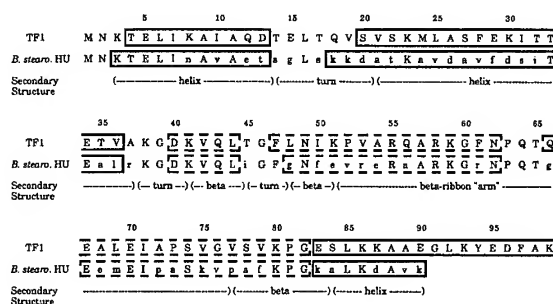 5 10 15 20 25 30
TF1 M N K T E L I K A I A Q D T E L T Q V S V S K M L A S F E K I T T
B. stearo. HU M N K T E L I n A v A e t s g L s k k d a t K a v d a v f d s i T
Secondary Structure (---helix---)(---turn---)(---helix---
35 40 45 50 55 60 65
TF1 E T V A K G D K V Q L T G F L N I K P V A R Q A R K G F N P Q T Q
B. stearo. HU E a l r K G D K V Q L i G F g N f e v r e R a A R K G r N P Q T g
Secondary Structure ---)(--turn--)(--beta--)(--turn--)(--beta--)(---beta-ribbon "arm"---
70 75 80 85 90
TF1 E A L E I A P S V G V S V K P G E S L K K A A E G L K Y E D F A K
B. stearo. HU E e m E I p a S k v p a f K P G k a L K d A v k
Secondary Structure ---)(---beta---)(---helix---)